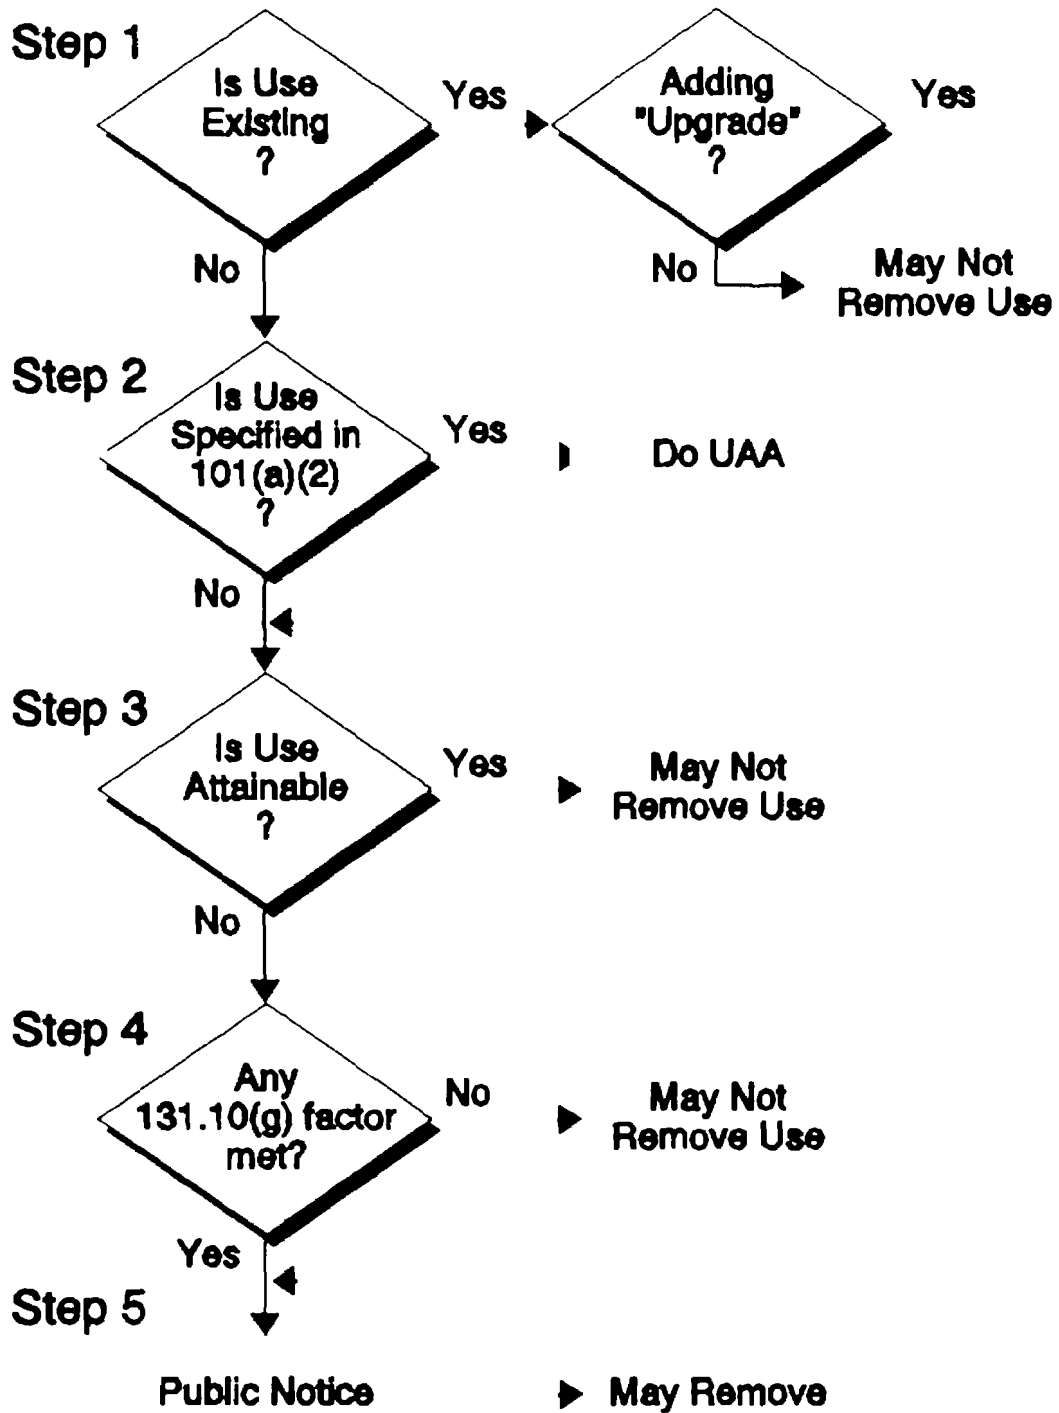 Step 1
Is Use
Existing
?
Yes
Adding
"Upgrade"
?
Yes
No
No
May Not
Remove Use
Step 2
Is Use
Specified in
101(a)(2)
?
Yes
Do UAA
No
Step 3
Is Use
Attainable
?
Yes
May Not
Remove Use
No
Step 4
Any
131.10(g) factor
met?
No
May Not
Remove Use
Yes
Step 5
Public Notice
May Remove